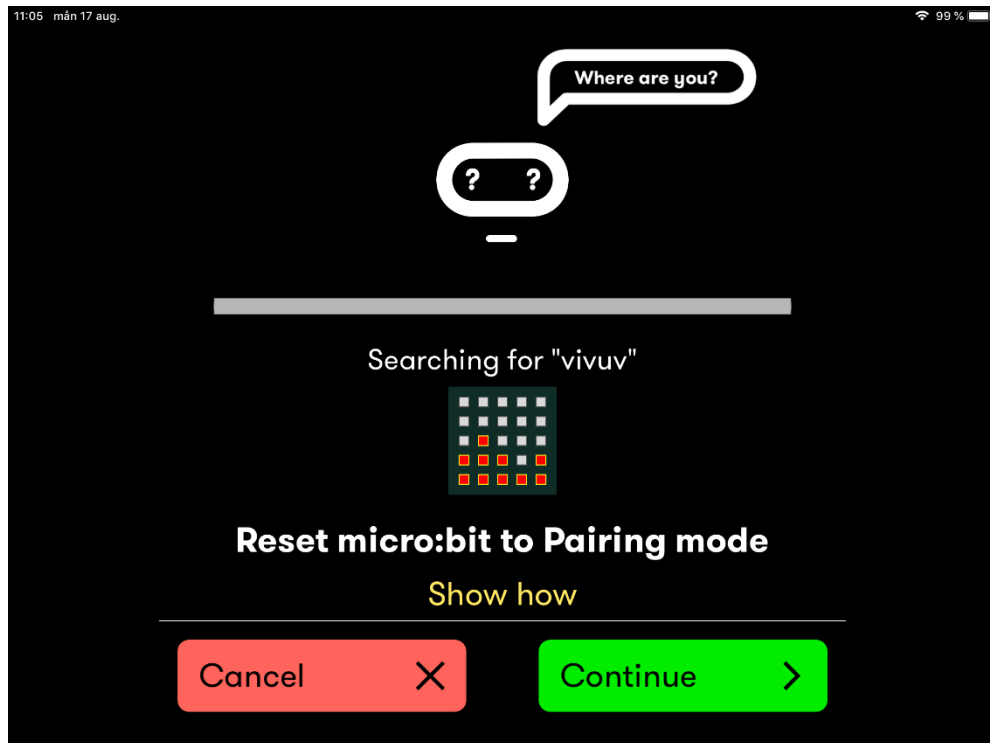 11:05 mån 17 aug. 99 %
Where are you?
? ?
Searching for "vivuv"
Reset micro:bit to Pairing mode
Show how
Cancel Continue